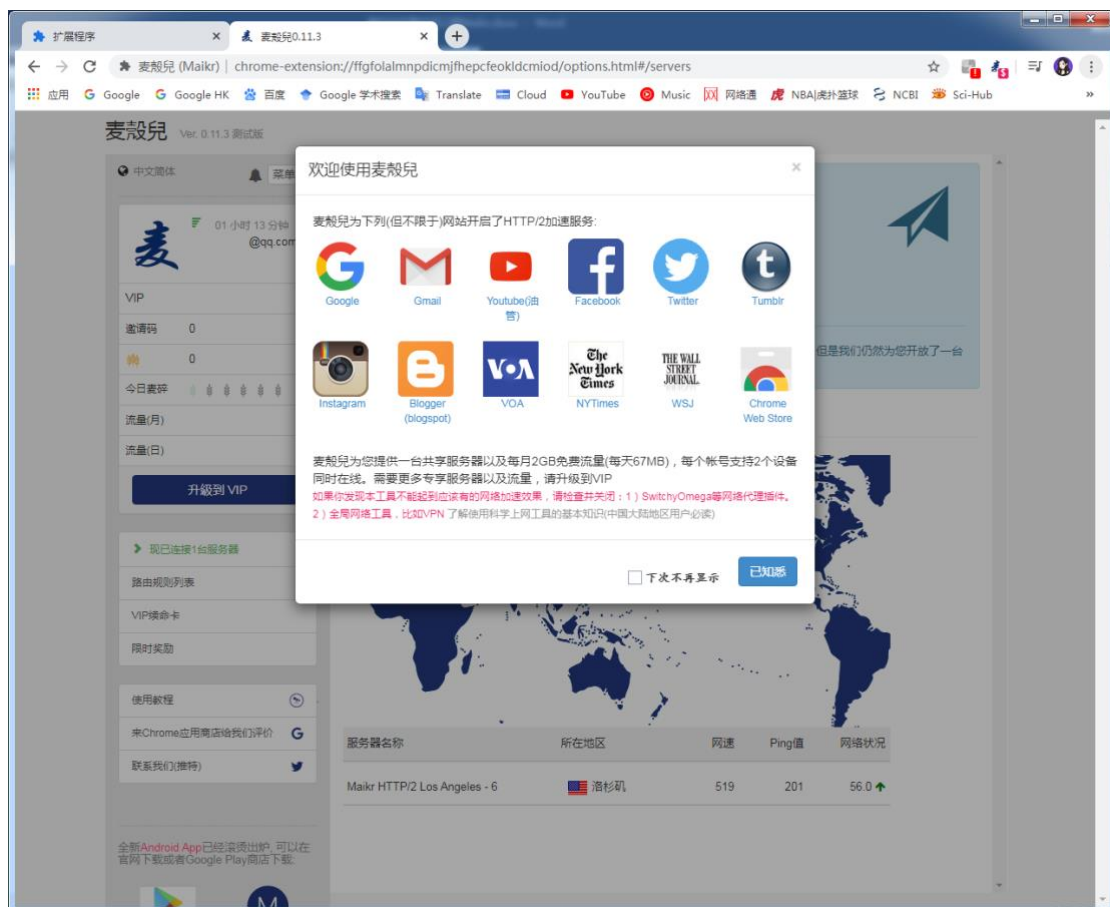 扩展程序
麦殼兒0.11.3
麦殼兒 (Maikr) | chrome-extension://ffgfolalmnpdicmjfhepcfeokldcmiod/options.html#/servers
应用 Google Google HK 百度 Google 学术搜索 Translate Cloud YouTube Music 网络通 NBA|虎扑篮球 NCBI Sci-Hub »
麦殼兒 Ver. 0.11.3 测试版
中文简体 菜单
麦
01 小时 13 分钟
@qq.com
VIP
邀请码 0
0
今日麦碎
流量(月)
流量(日)
升級到 VIP
现已连接1台服务器
路由规则列表
VIP续命卡
限时奖励
使用教程
来Chrome应用商店给我们评价
联系我们(推特)
全新Android App已经滚烫出炉, 可以在
官网下载或者Google Play商店下载:
欢迎使用麦殼兒 ×
麦殼兒为下列(但不限于)网站开启了HTTP/2加速服务:
Google Gmail Youtube(油管) Facebook Twitter Tumblr
VOA The New York Times THE WALL STREET JOURNAL
Instagram Blogger (blogspot) VOA NYTimes WSJ Chrome Web Store
麦殼兒为您提供一台共享服务器以及每月2GB免费流量(每天67MB)，每个帐号支持2个设备
同时在线。需要更多专享服务器以及流量，请升级到VIP
如果你发现本工具不能起到应该有的网络加速效果，请检查并关闭：1）SwitchyOmega等网络代理插件。
2）全局网络工具，比如VPN 了解使用科学上网工具的基本知识(中国大陆地区用户必读)
下次不再显示 已知悉
但是我们仍然为您开放了一台
服务器名称 所在地区 网速 Ping值 网络状况
Maikr HTTP/2 Los Angeles - 6 洛杉矶 519 201 56.0